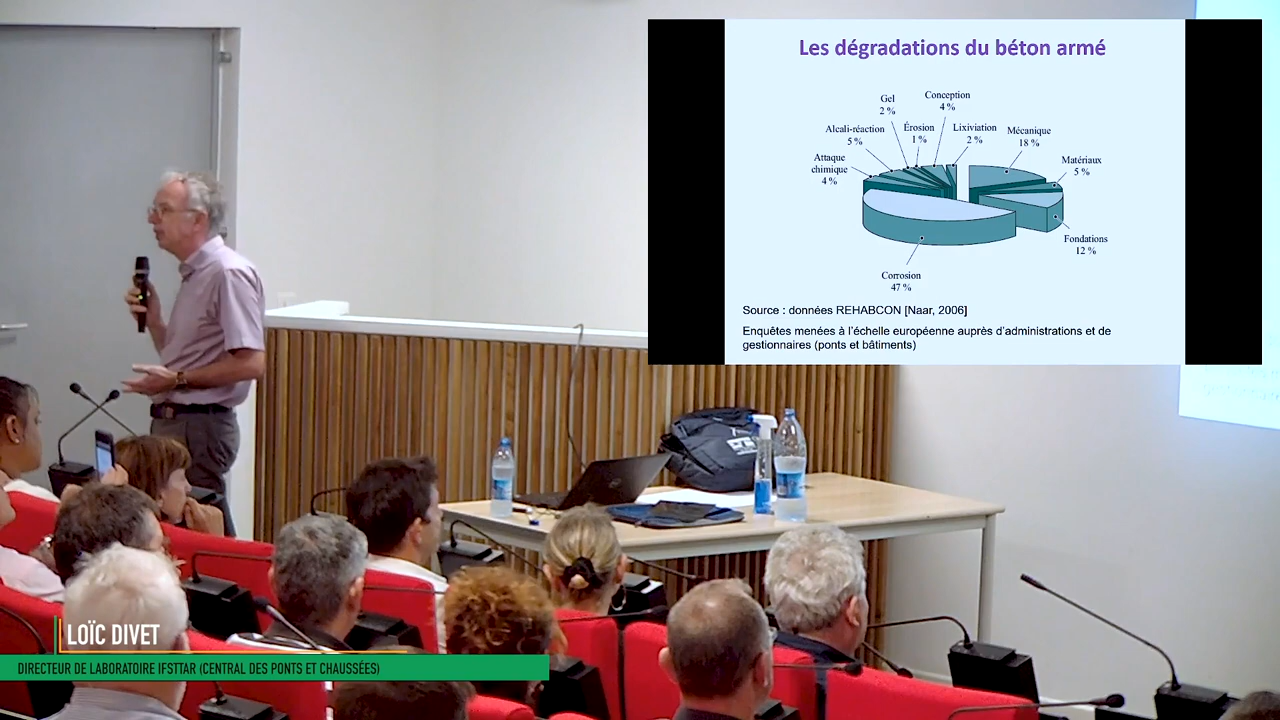 Les dégradations du béton armé
Gel
2 %
Conception
4 %
Alcali-réaction
5 %
Érosion
1 %
Lixiviation
2 %
Mécanique
18 %
Attaque
chimique
4 %
Matériaux
5 %
Fondations
12 %
Corrosion
47 %
Source : données REHABCON [Naar, 2006]
Enquêtes menées à l’échelle européenne auprès d’administrations et de
gestionnaires (ponts et bâtiments)
LOÏC DIVET
DIRECTEUR DE LABORATOIRE IFSTTAR (CENTRAL DES PONTS ET CHAUSSÉES)